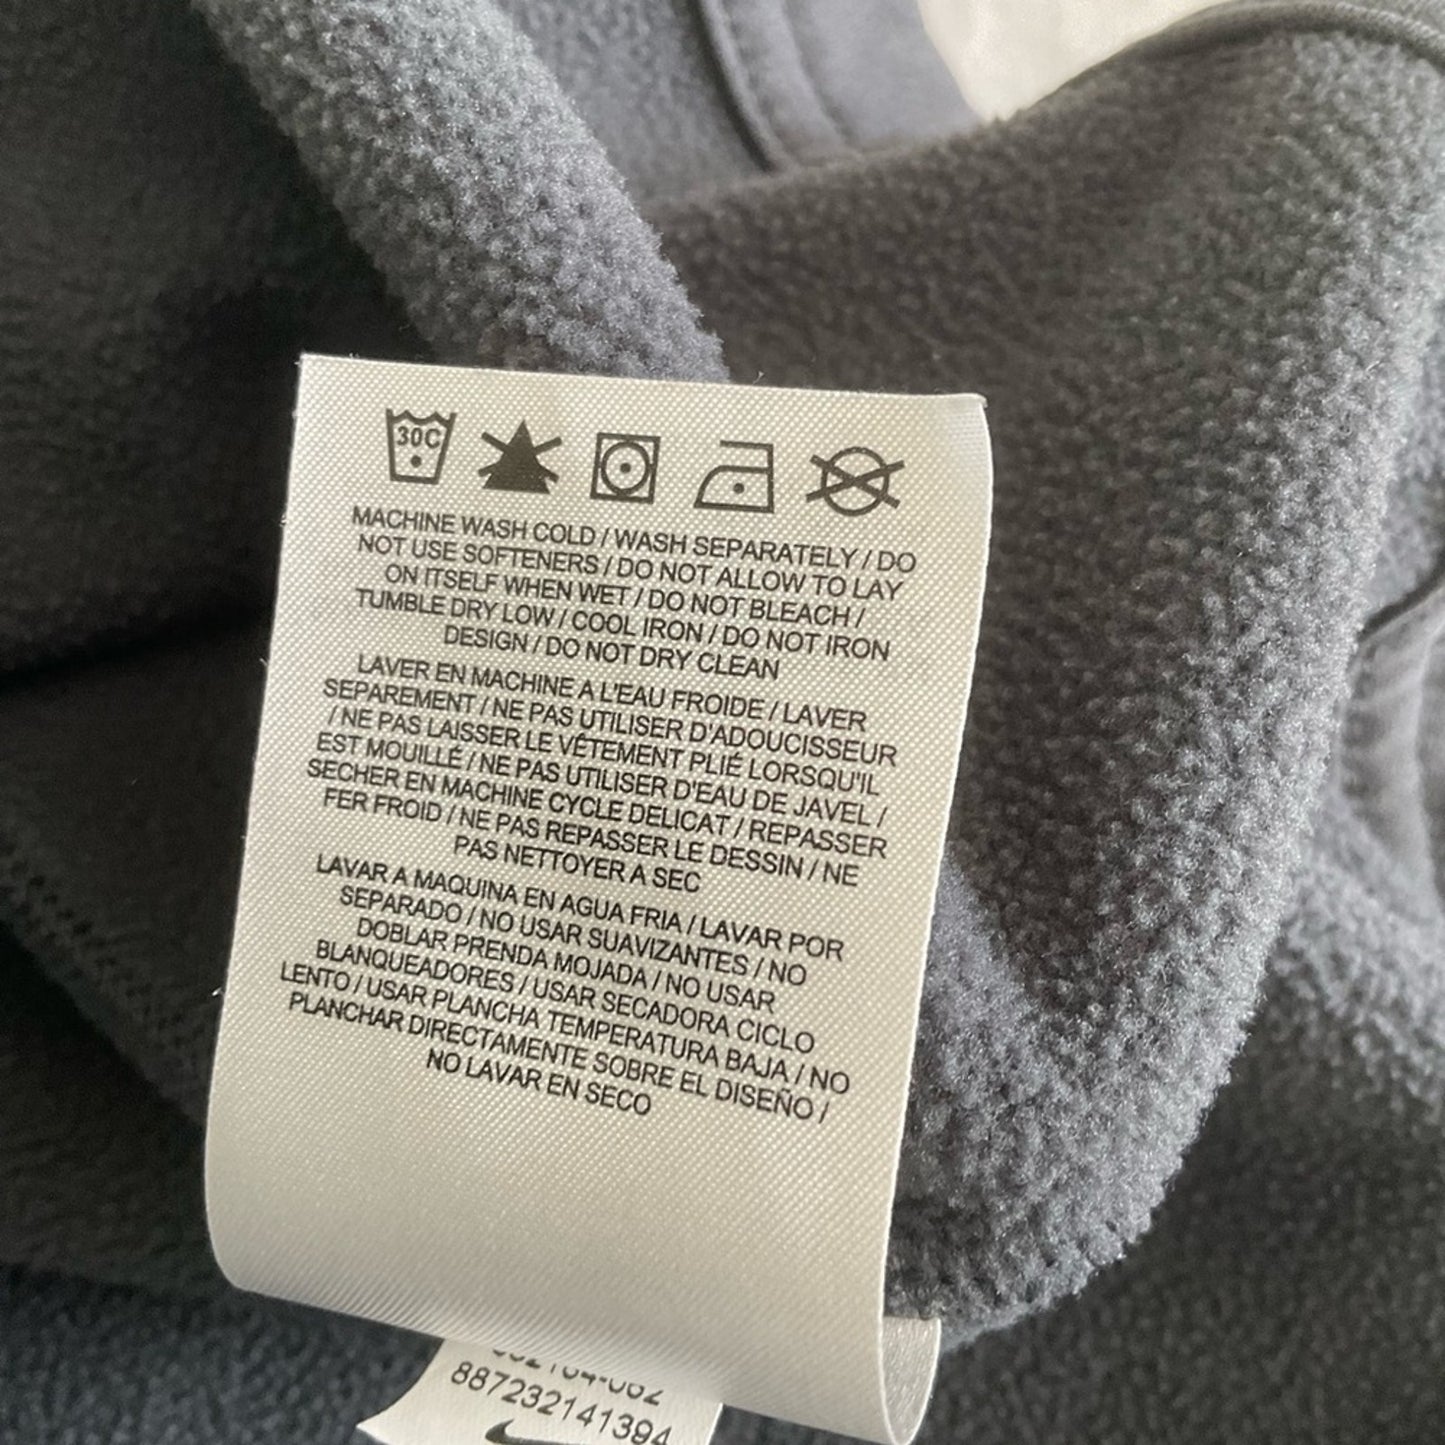 30C
MACHINE WASH COLD / WASH SEPARATELY / DO
NOT USE SOFTENERS / DO NOT ALLOW TO LAY
ON ITSELF WHEN WET / DO NOT BLEACH /
TUMBLE DRY LOW / COOL IRON / DO NOT IRON
DESIGN / DO NOT DRY CLEAN
LAVER EN MACHINE A L'EAU FROIDE / LAVER
SEPAREMENT / NE PAS UTILISER D'ADOUCISSEUR
/ NE PAS LAISSER LE VÊTEMENT PLIÉ LORSQU'IL
EST MOUILLÉ / NE PAS UTILISER D'EAU DE JAVEL /
SECHER EN MACHINE CYCLE DELICAT / REPASSER
FER FROID / NE PAS REPASSER LE DESSIN / NE
PAS NETTOYER A SEC
LAVAR A MAQUINA EN AGUA FRIA / LAVAR POR
SEPARADO / NO USAR SUAVIZANTES / NO
DOBLAR PRENDA MOJADA / NO USAR
BLANQUEADORES / USAR SECADORA CICLO
LENTO / USAR PLANCHA TEMPERATURA BAJA / NO
PLANCHAR DIRECTAMENTE SOBRE EL DISEÑO /
NO LAVAR EN SECO
887232141394